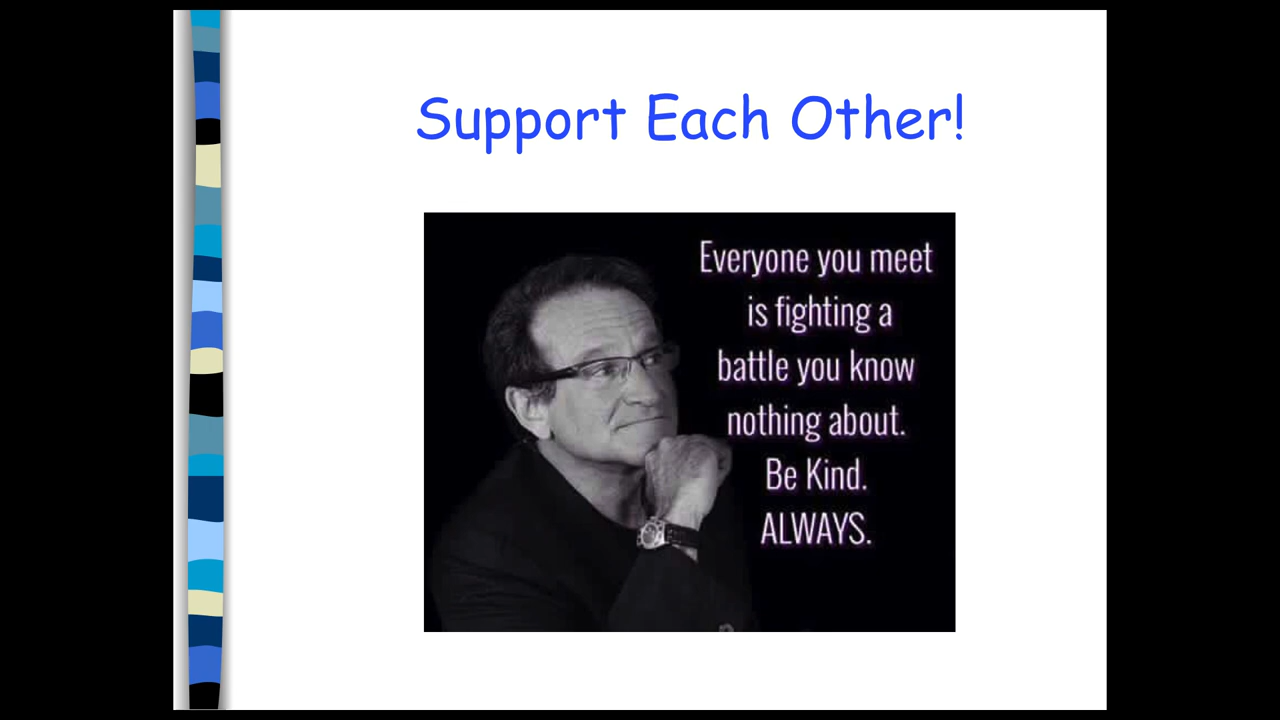 Support Each Other!
Everyone you meet
is fighting a
battle you know
nothing about.
Be Kind.
ALWAYS.